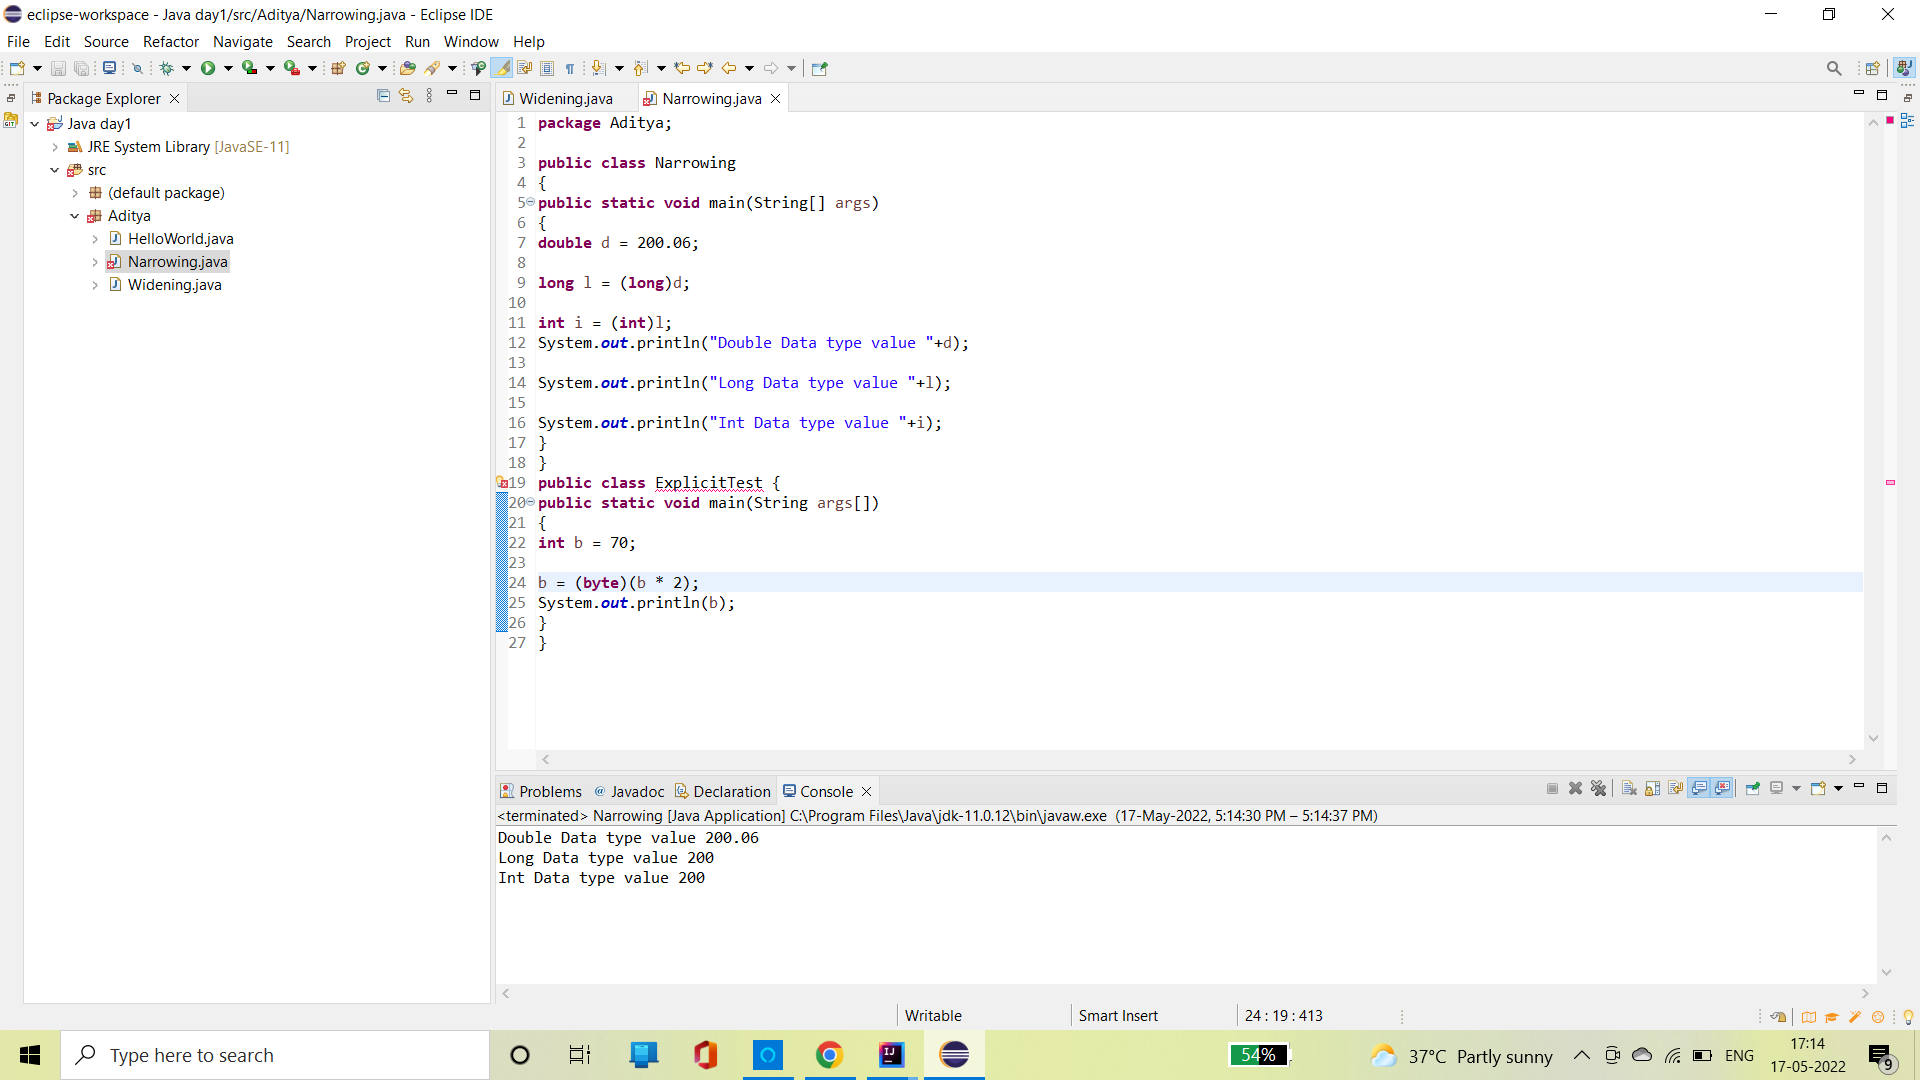 eclipse-workspace - Java day1/src/Aditya/Narrowing.java - Eclipse IDE
File Edit Source Refactor Navigate Search Project Run Window Help
Package Explorer
Java day1
JRE System Library [JavaSE-11]
src
(default package)
Aditya
HelloWorld.java
Narrowing.java
Widening.java
Widening.java Narrowing.java
1 package Aditya;
2
3 public class Narrowing
4 {
5 public static void main(String[] args)
6 {
7 double d = 200.06;
8
9 long l = (long)d;
10
11 int i = (int)l;
12 System.out.println("Double Data type value "+d);
13
14 System.out.println("Long Data type value "+l);
15
16 System.out.println("Int Data type value "+i);
17 }
18 }
19 public class ExplicitTest {
20 public static void main(String args[])
21 {
22 int b = 70;
23
24 b = (byte)(b * 2);
25 System.out.println(b);
26 }
27 }
Problems Javadoc Declaration Console
<terminated> Narrowing [Java Application] C:\Program Files\Java\jdk-11.0.12\bin\javaw.exe (17-May-2022, 5:14:30 PM – 5:14:37 PM)
Double Data type value 200.06
Long Data type value 200
Int Data type value 200
Writable Smart Insert 24 : 19 : 413
Type here to search
54%
37°C Partly sunny
ENG
17:14
17-05-2022
9